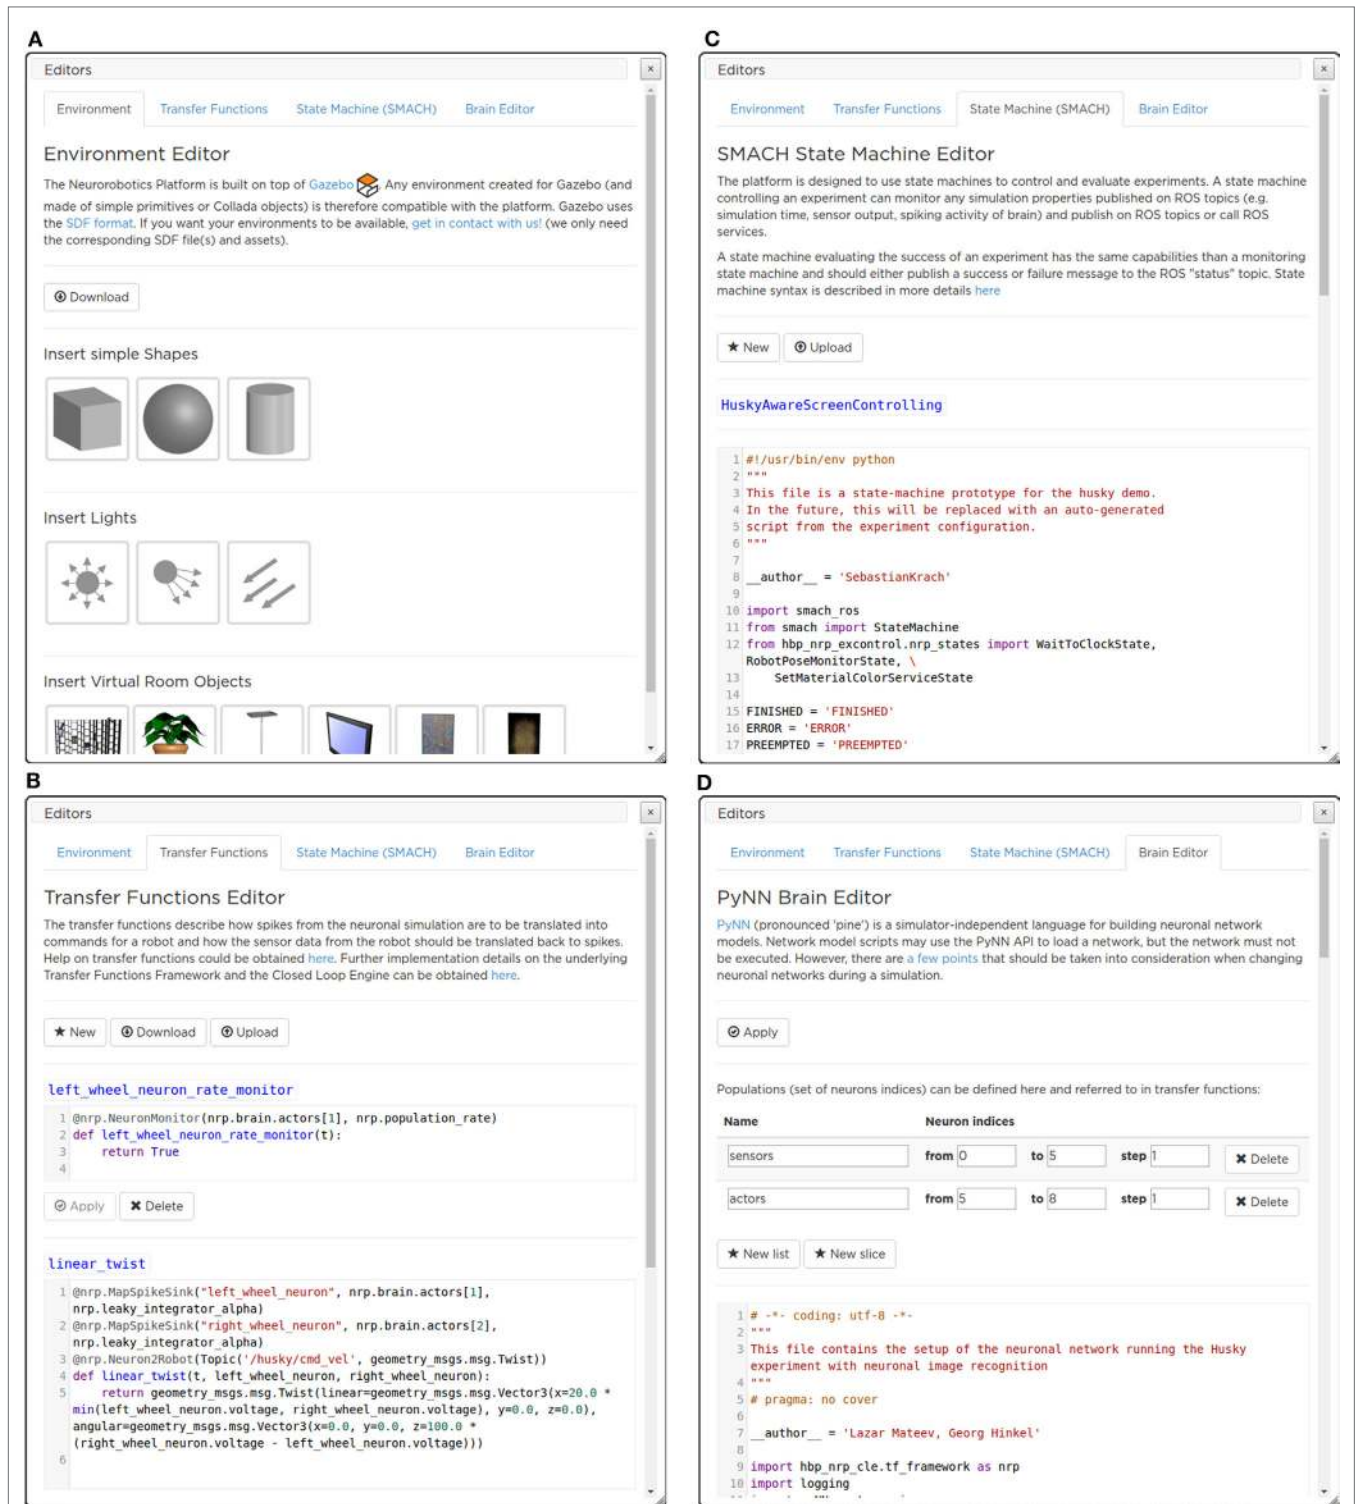 A
Editors
×
Environment Transfer Functions State Machine (SMACH) Brain Editor
Environment Editor
The Neurorobotics Platform is built on top of Gazebo . Any environment created for Gazebo (and
made of simple primitives or Collada objects) is therefore compatible with the platform. Gazebo uses
the SDF format. If you want your environments to be available, get in contact with us! (we only need
the corresponding SDF file(s) and assets).
Download
Insert simple Shapes
Insert Lights
Insert Virtual Room Objects
B
Editors
×
Environment Transfer Functions State Machine (SMACH) Brain Editor
Transfer Functions Editor
The transfer functions describe how spikes from the neuronal simulation are to be translated into
commands for a robot and how the sensor data from the robot should be translated back to spikes.
Help on transfer functions could be obtained here. Further implementation details on the underlying
Transfer Functions Framework and the Closed Loop Engine can be obtained here.
New Download Upload
left_wheel_neuron_rate_monitor
1 @nrp.NeuronMonitor(nrp.brain.actors[1], nrp.population_rate)
2 def left_wheel_neuron_rate_monitor(t):
3 return True
4
Apply Delete
linear_twist
1 @nrp.MapSpikeSink("left_wheel_neuron", nrp.brain.actors[1],
nrp.leaky_integrator_alpha)
2 @nrp.MapSpikeSink("right_wheel_neuron", nrp.brain.actors[2],
nrp.leaky_integrator_alpha)
3 @nrp.Neuron2Robot(Topic('/husky/cmd_vel', geometry_msgs.msg.Twist))
4 def linear_twist(t, left_wheel_neuron, right_wheel_neuron):
5 return geometry_msgs.msg.Twist(linear=geometry_msgs.msg.Vector3(x=20.0 *
min(left_wheel_neuron.voltage, right_wheel_neuron.voltage), y=0.0, z=0.0),
angular=geometry_msgs.msg.Vector3(x=0.0, y=0.0, z=100.0 *
(right_wheel_neuron.voltage - left_wheel_neuron.voltage)))
6
C
Editors
×
Environment Transfer Functions State Machine (SMACH) Brain Editor
SMACH State Machine Editor
The platform is designed to use state machines to control and evaluate experiments. A state machine
controlling an experiment can monitor any simulation properties published on ROS topics (e.g.
simulation time, sensor output, spiking activity of brain) and publish on ROS topics or call ROS
services.
A state machine evaluating the success of an experiment has the same capabilities than a monitoring
state machine and should either publish a success or failure message to the ROS "status" topic. State
machine syntax is described in more details here
New Upload
HuskyAwareScreenControlling
1 #!/usr/bin/env python
2 """
3 This file is a state-machine prototype for the husky demo.
4 In the future, this will be replaced with an auto-generated
5 script from the experiment configuration.
6 """
7
8 __author__ = 'SebastianKrach'
9
10 import smach_ros
11 from smach import StateMachine
12 from hbp_nrp_excontrol.nrp_states import WaitToClockState,
RobotPoseMonitorState, \
13 SetMaterialColorServiceState
14
15 FINISHED = 'FINISHED'
16 ERROR = 'ERROR'
17 PREEMPTED = 'PREEMPTED'
D
Editors
×
Environment Transfer Functions State Machine (SMACH) Brain Editor
PyNN Brain Editor
PyNN (pronounced 'pine') is a simulator-independent language for building neuronal network
models. Network model scripts may use the PyNN API to load a network, but the network must not
be executed. However, there are a few points that should be taken into consideration when changing
neuronal networks during a simulation.
Apply
Populations (set of neurons indices) can be defined here and referred to in transfer functions:
Name Neuron indices
sensors from 0 to 5 step 1 Delete
actors from 5 to 8 step 1 Delete
New list New slice
1 # -*- coding: utf-8 -*-
2 """
3 This file contains the setup of the neuronal network running the Husky
experiment with neuronal image recognition
4 """
5 # pragma: no cover
6
7 __author__ = 'Lazar Mateev, Georg Hinkel'
8
9 import hbp_nrp_cle.tf_framework as nrp
10 import logging